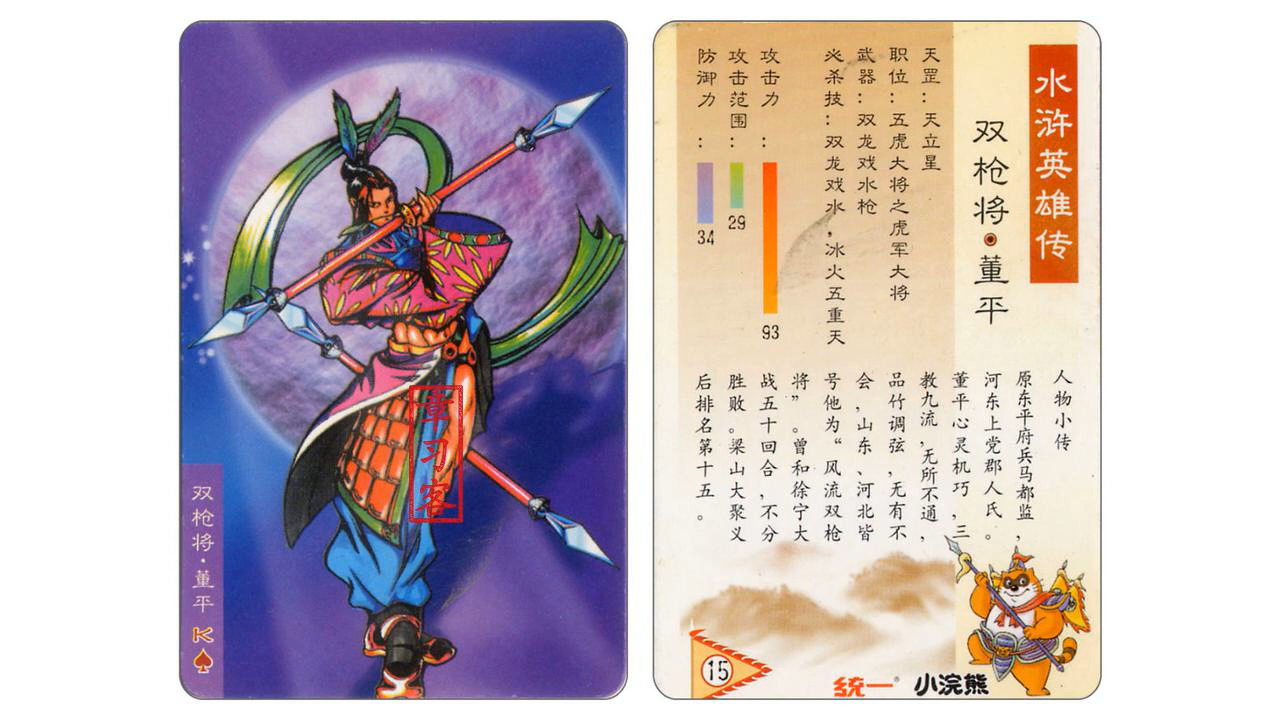 双枪将·董平
K
章习客
水浒英雄传
双枪将·董平
天罡：天立星
职位：五虎大将之虎军大将
武器：双龙戏水枪
必杀技：双龙戏水，冰火五重天
攻击力：
93
攻击范围：
29
防御力：
34
人物小传
原东平府兵马都监，
河东上党郡人氏。
董平心灵机巧，三
教九流，无所不通，
品竹调弦，无有不
会，山东、河北皆
号他为“风流双枪
将”。曾和徐宁大
战五十回合，不分
胜败。梁山大聚义
后排名第十五。
15
统一® 小浣熊